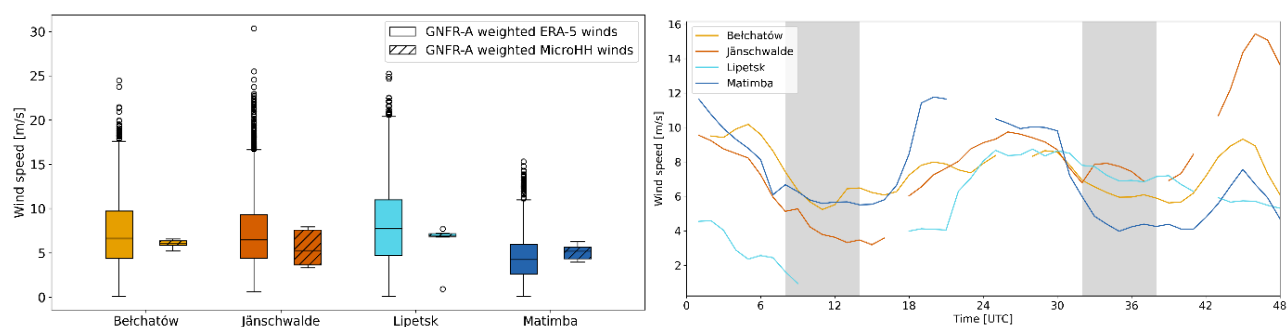 Wind speed [m/s]
30
25
20
15
10
5
0
GNFR-A weighted ERA-5 winds
GNFR-A weighted MicroHH winds
Bełchatów
Jänschwalde
Lipetsk
Matimba
Wind speed [m/s]
16
14
12
10
8
6
4
2
Bełchatów
Jänschwalde
Lipetsk
Matimba
0 6 12 18 24 30 36 42 48
Time [UTC]